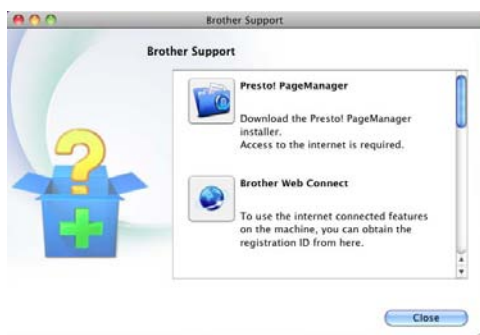 Brother Support
Brother Support
Presto! PageManager
Download the Presto! PageManager
installer.
Access to the internet is required.
Brother Web Connect
To use the internet connected features
on the machine, you can obtain the
registration ID from here.
Close